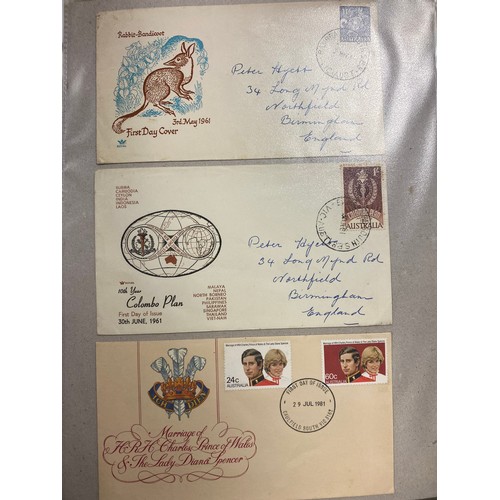 Rabbit-Bandicoot
3rd. May 1961
First Day Cover
AUSTRALIA
Peter Hyett
34 Long Mynd Rd
Northfield
Birmingham
England
BURMA
CAMBODIA
CEYLON
INDIA
INDONESIA
LAOS
10th Year
Colombo Plan
First Day of Issue
30th JUNE, 1961
MALAYA
NEPAL
NORTH BORNEO
PAKISTAN
PHILIPPINES
SARAWAK
SINGAPORE
THAILAND
VIET-NAM
AUSTRALIA
Peter Hyett
34 Long Mynd Rd
Northfield
Birmingham
England
Marriage of
H.R.H. Charles, Prince of Wales
& The Lady Diana Spencer
24c
60c
FIRST DAY OF ISSUE
29 JUL 1981